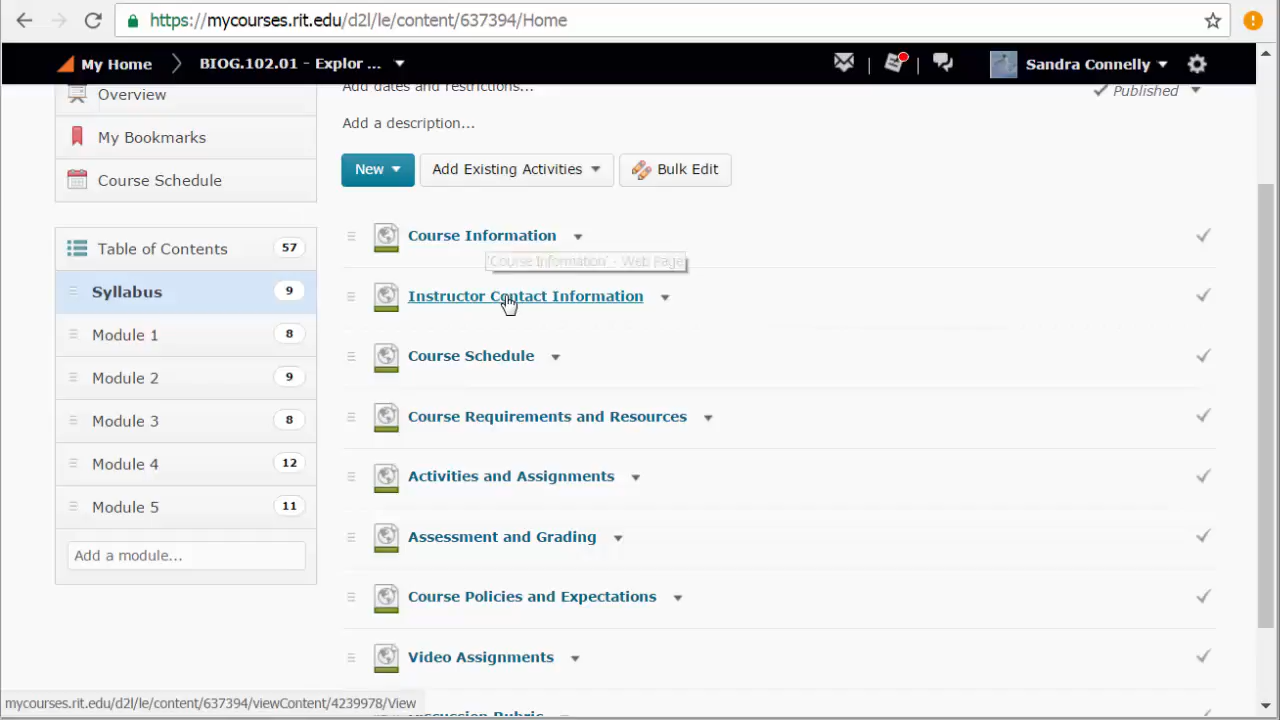 https://mycourses.rit.edu/d2l/le/content/637394/Home
My Home
BIOG.102.01 - Explor ...
Sandra Connelly
Overview
My Bookmarks
Course Schedule
Table of Contents 57
Syllabus 9
Module 1 8
Module 2 9
Module 3 8
Module 4 12
Module 5 11
Add a module...
Add dates and restrictions...
Published
Add a description...
New
Add Existing Activities
Bulk Edit
Course Information
'Course Information' - Web Page
Instructor Contact Information
Course Schedule
Course Requirements and Resources
Activities and Assignments
Assessment and Grading
Course Policies and Expectations
Video Assignments
Discussion Rubric
mycourses.rit.edu/d2l/le/content/637394/viewContent/4239978/View